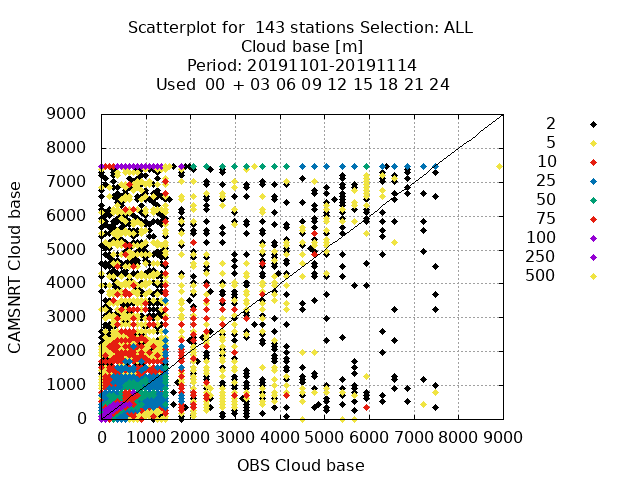 Scatterplot for  143 stations Selection: ALL
Cloud base [m]
Period: 20191101-20191114
Used  00 + 03 06 09 12 15 18 21 24
9000
8000
7000
6000
5000
4000
3000
2000
1000
0
CAMSNRT Cloud base
0 1000 2000 3000 4000 5000 6000 7000 8000 9000
OBS Cloud base
2
5
10
25
50
75
100
250
500